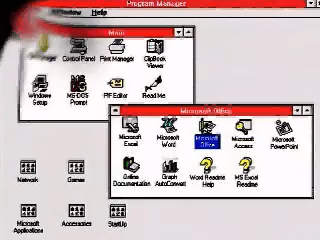 Program Manager
Window Help
Main
Control Panel Print Manager ClipBook
Viewer
Windows
Setup
MS-DOS
Prompt
PIF Editor Read Me
Microsoft Office
Microsoft
Excel
Microsoft
Word
Microsoft
Office
Microsoft
Access
Microsoft
PowerPoint
Online
Documentation
Graph
AutoConvert
Word Readme
Help
MS Excel
Readme
Network Games
Microsoft
Applications
Accessories StartUp